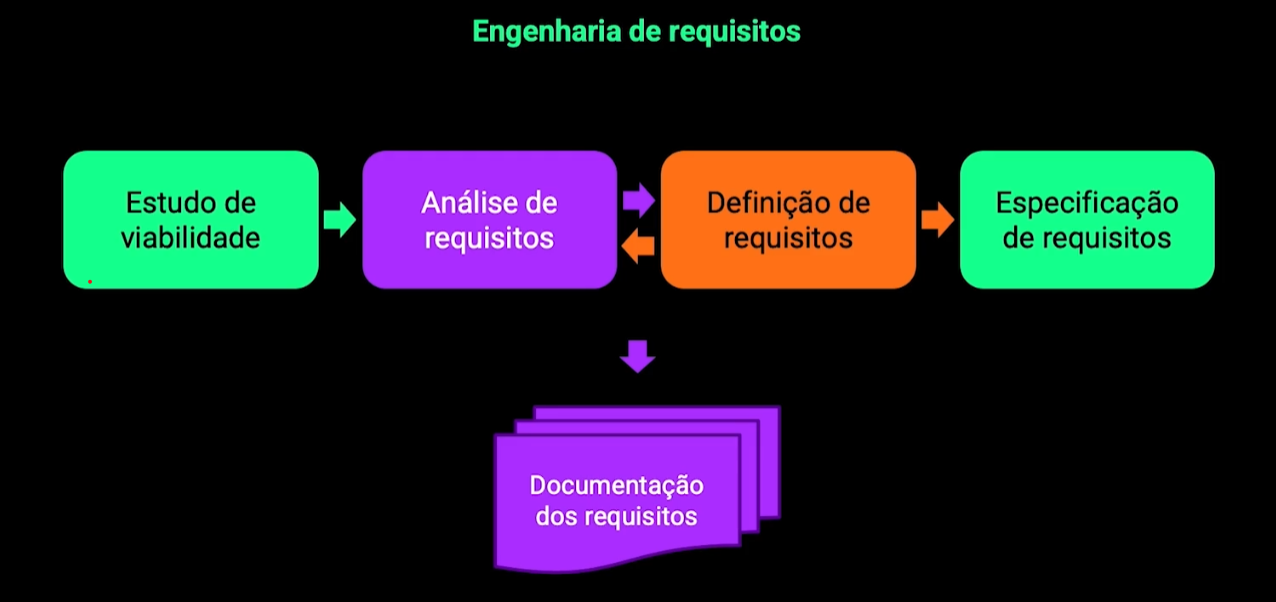 Engenharia de requisitos
Estudo de
viabilidade
Análise de
requisitos
Definição de
requisitos
Especificação
de requisitos
Documentação
dos requisitos